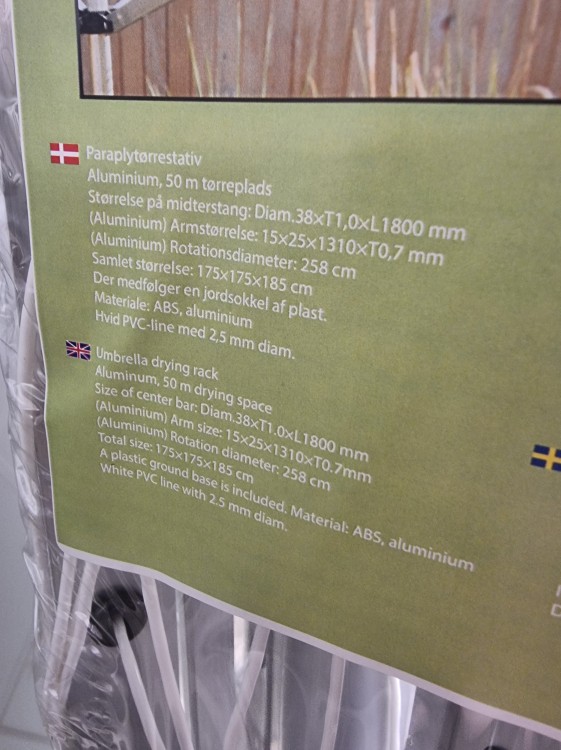 Paraplytørrestativ
Aluminium, 50 m tørreplads
Størrelse på midterstang: Diam.38×T1,0×L1800 mm
(Aluminium) Armstørrelse: 15×25×1310×T0,7 mm
(Aluminium) Rotationsdiameter: 258 cm
Samlet størrelse: 175×175×185 cm
Der medfølger en jordsokkel af plast.
Materiale: ABS, aluminium
Hvid PVC-line med 2,5 mm diam.
Umbrella drying rack
Aluminum, 50 m drying space
Size of center bar: Diam.38×T1.0×L1800 mm
(Aluminium) Arm size: 15×25×1310×T0.7mm
(Aluminium) Rotation diameter: 258 cm
Total size: 175×175×185 cm
A plastic ground base is included. Material: ABS, aluminium
White PVC line with 2.5 mm diam.